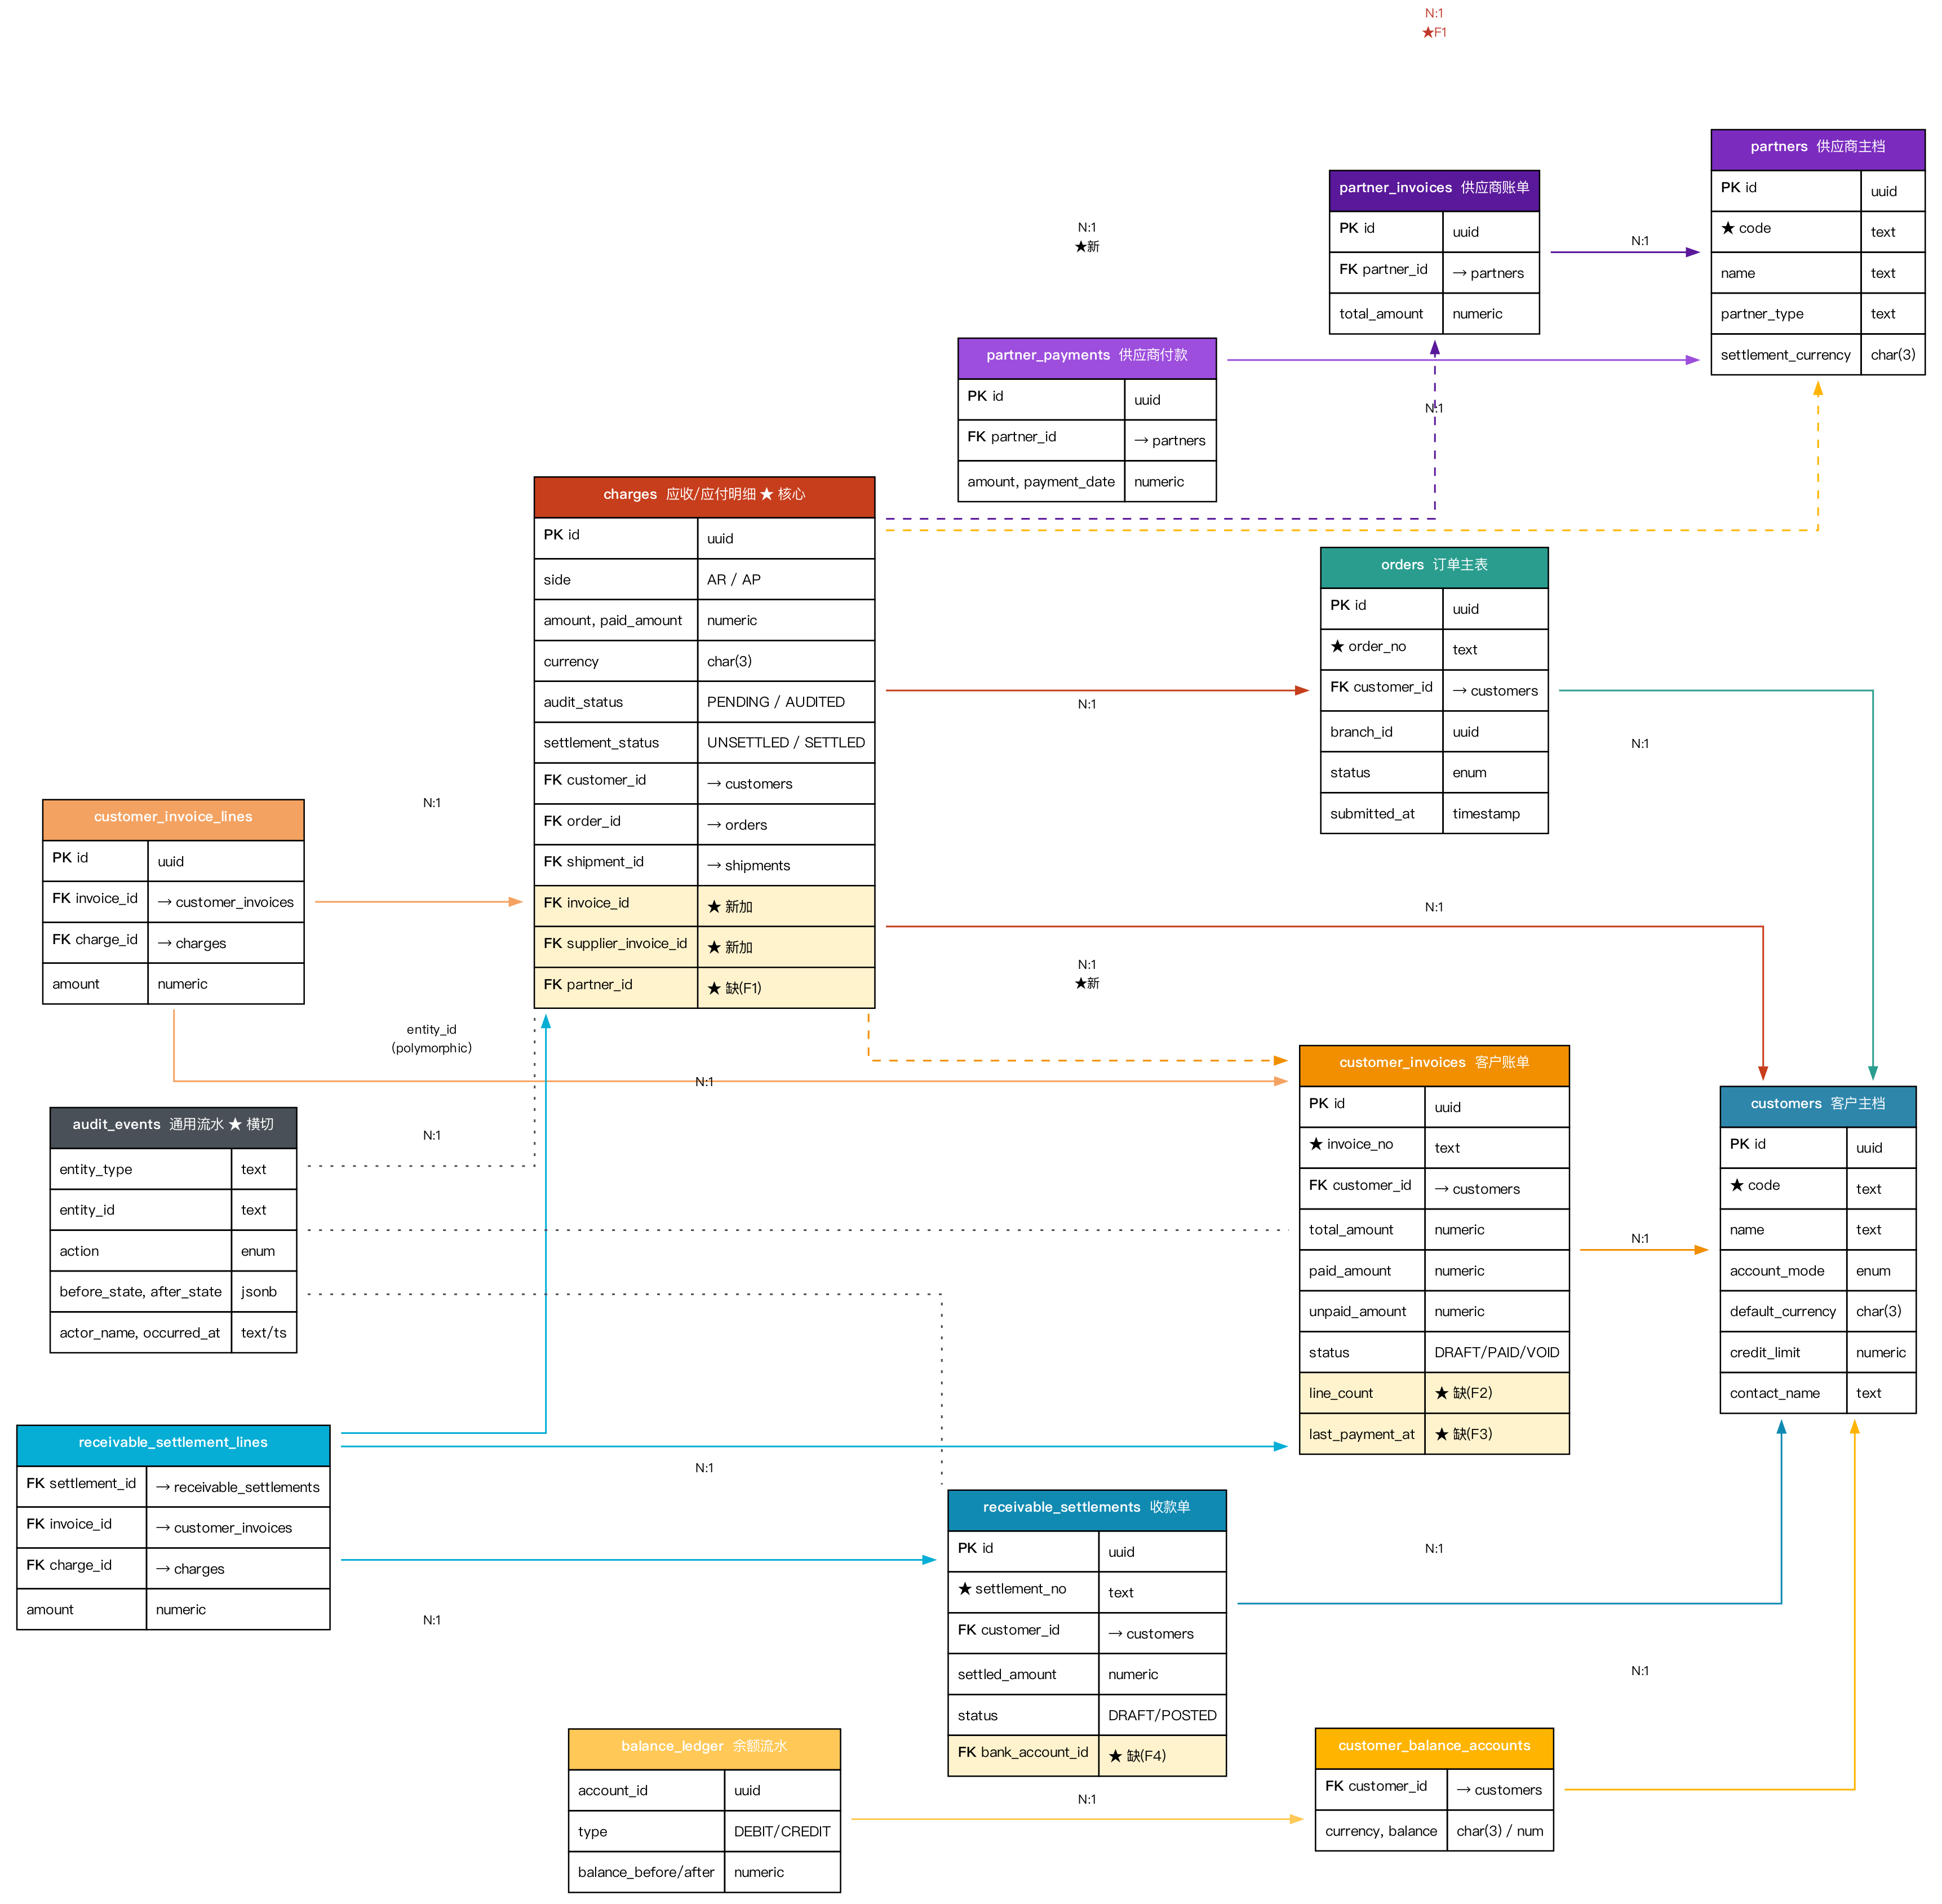 N:1
★F1
partners 供应商主档
PK id uuid
★ code text
name text
partner_type text
settlement_currency char(3)
partner_invoices 供应商账单
PK id uuid
FK partner_id → partners
total_amount numeric
N:1
N:1
★新
partner_payments 供应商付款
PK id uuid
FK partner_id → partners
amount, payment_date numeric
N:1
charges 应收/应付明细 ★ 核心
PK id uuid
side AR / AP
amount, paid_amount numeric
currency char(3)
audit_status PENDING / AUDITED
settlement_status UNSETTLED / SETTLED
FK customer_id → customers
FK order_id → orders
FK shipment_id → shipments
FK invoice_id ★ 新加
FK supplier_invoice_id ★ 新加
FK partner_id ★ 缺(F1)
orders 订单主表
PK id uuid
★ order_no text
FK customer_id → customers
branch_id uuid
status enum
submitted_at timestamp
N:1
N:1
N:1
customer_invoice_lines
PK id uuid
FK invoice_id → customer_invoices
FK charge_id → charges
amount numeric
N:1
N:1
★新
entity_id
(polymorphic)
N:1
customer_invoices 客户账单
PK id uuid
★ invoice_no text
FK customer_id → customers
total_amount numeric
paid_amount numeric
unpaid_amount numeric
status DRAFT/PAID/VOID
line_count ★ 缺(F2)
last_payment_at ★ 缺(F3)
customers 客户主档
PK id uuid
★ code text
name text
account_mode enum
default_currency char(3)
credit_limit numeric
contact_name text
N:1
audit_events 通用流水 ★ 横切
entity_type text
entity_id text
action enum
before_state, after_state jsonb
actor_name, occurred_at text/ts
N:1
receivable_settlement_lines
FK settlement_id → receivable_settlements
FK invoice_id → customer_invoices
FK charge_id → charges
amount numeric
N:1
N:1
receivable_settlements 收款单
PK id uuid
★ settlement_no text
FK customer_id → customers
settled_amount numeric
status DRAFT/POSTED
FK bank_account_id ★ 缺(F4)
N:1
N:1
balance_ledger 余额流水
account_id uuid
type DEBIT/CREDIT
balance_before/after numeric
N:1
customer_balance_accounts
FK customer_id → customers
currency, balance char(3) / num